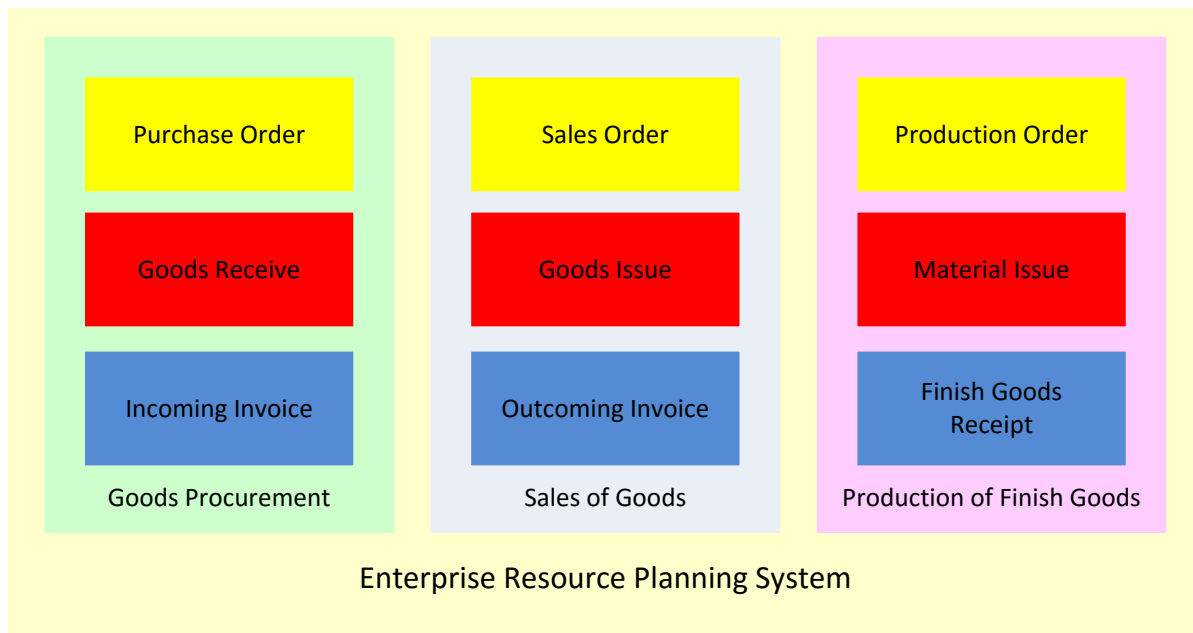 Purchase Order
Sales Order
Production Order
Goods Receive
Goods Issue
Material Issue
Incoming Invoice
Outcoming Invoice
Finish Goods
Receipt
Goods Procurement
Sales of Goods
Production of Finish Goods
Enterprise Resource Planning System